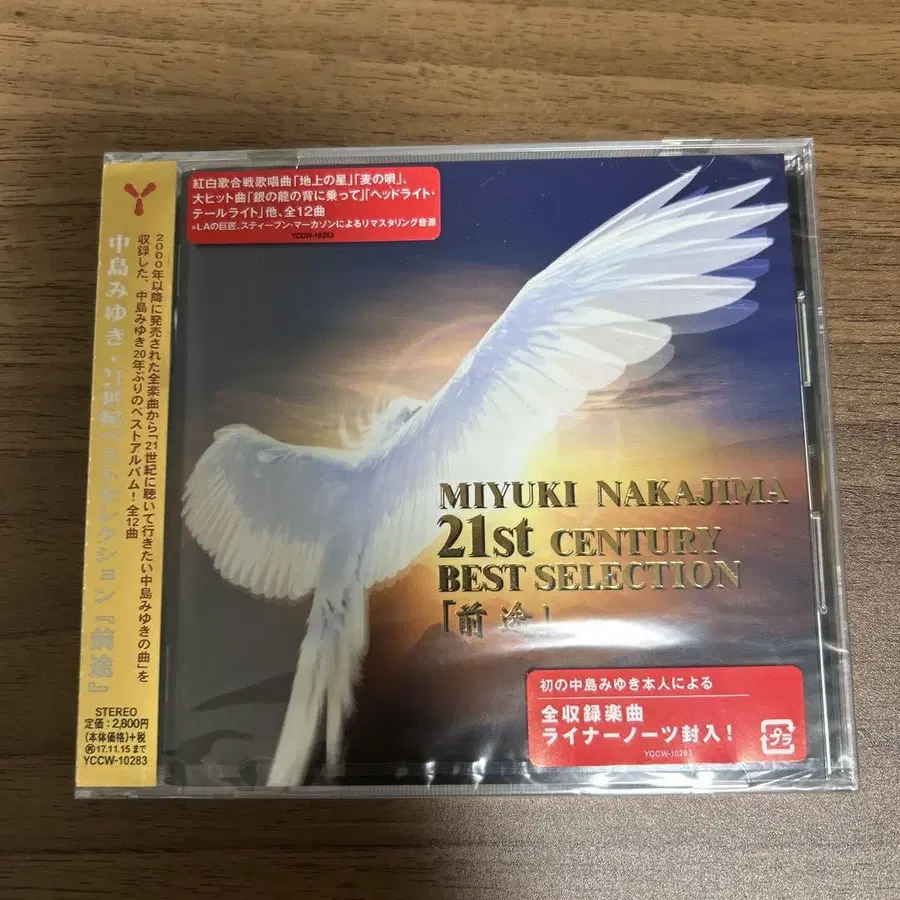 紅白歌合戦歌唱曲「地上の星」「麦の唄」、
大ヒット曲「銀の龍の背に乗って」「ヘッドライト・
テールライト」他、全12曲
※LAの巨匠、スティーブン・マーカソンによるリマスタリング音源
YCCW-10283
2000年以降に発売された全楽曲から「21世紀に聴いて行きたい中島みゆきの曲」を
収録した、中島みゆき20年ぶりのベストアルバム！全12曲
中島みゆき・21世紀ベストセレクション『前途』
STEREO
定価：2,800円
(本体価格)+税
17.11.15まで
YCCW-10283
MIYUKI NAKAJIMA
21st CENTURY
BEST SELECTION
「前途」
初の中島みゆき本人による
全収録楽曲
ライナーノーツ封入！
YCCW-10283
プラ